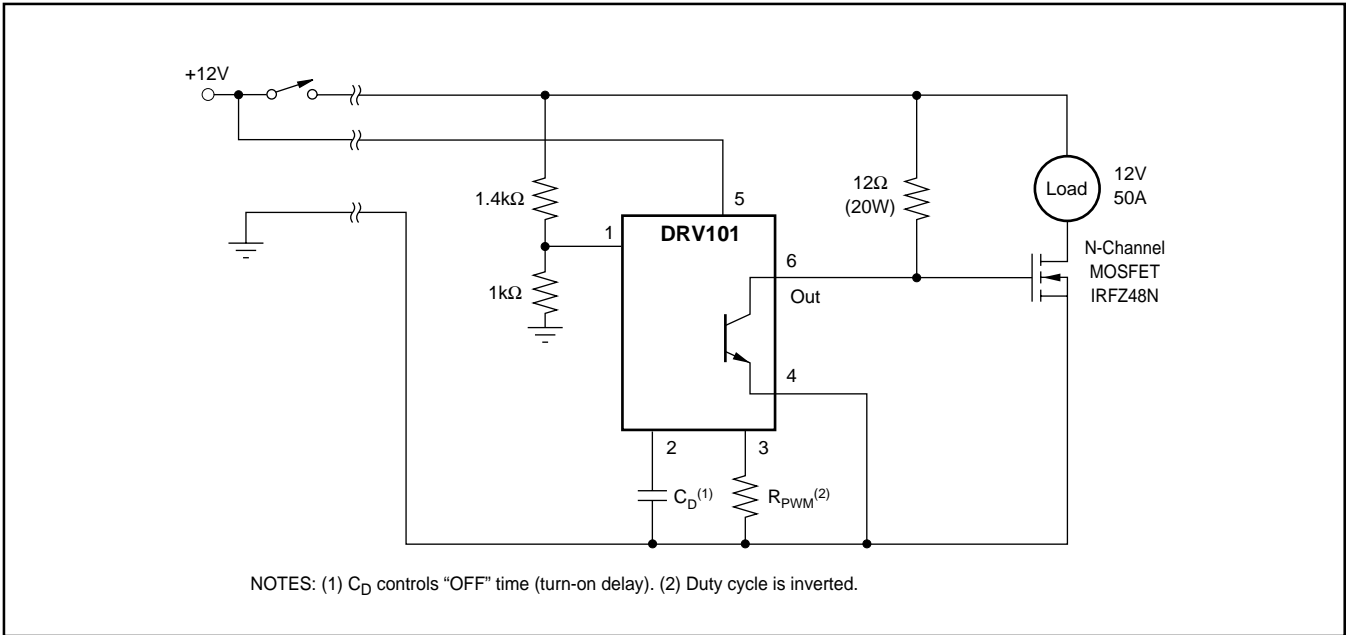 +12V
1.4kΩ
1kΩ
1
5
DRV101
6
Out
4
2
3
12Ω
(20W)
Load
12V
50A
N-Channel
MOSFET
IRFZ48N
C_D(1)
R_PWM(2)
NOTES: (1) C_D controls “OFF” time (turn-on delay). (2) Duty cycle is inverted.